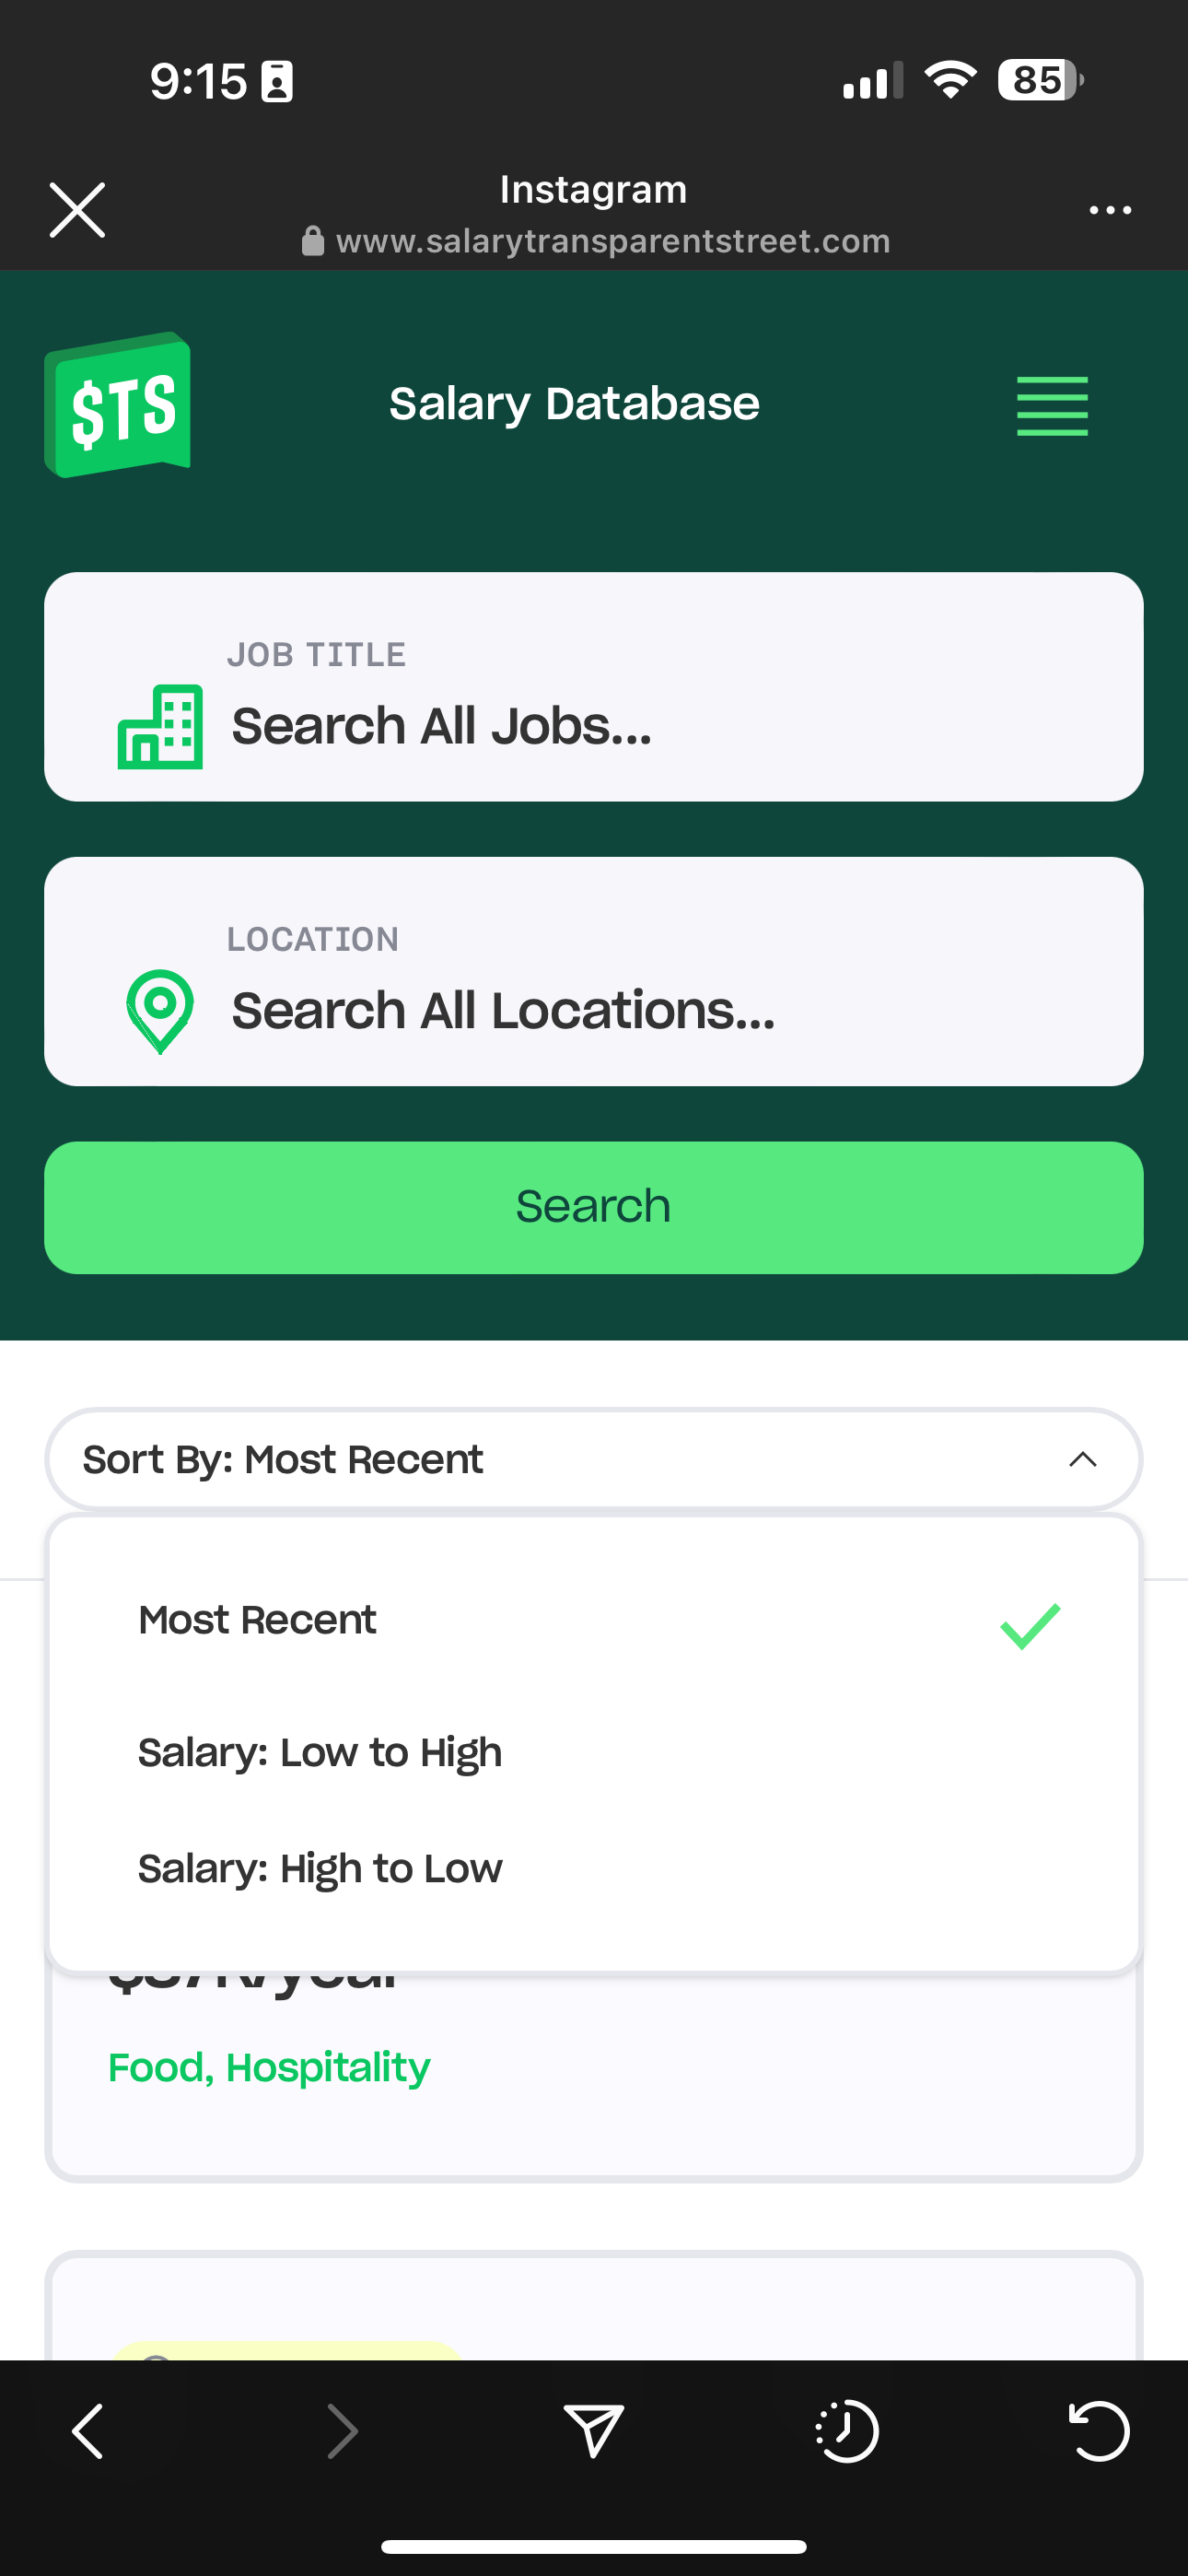 9:15
85
Instagram
www.salarytransparentstreet.com
$TS
Salary Database
JOB TITLE
Search All Jobs...
LOCATION
Search All Locations...
Search
Sort By: Most Recent
Most Recent
Salary: Low to High
Salary: High to Low
Food, Hospitality